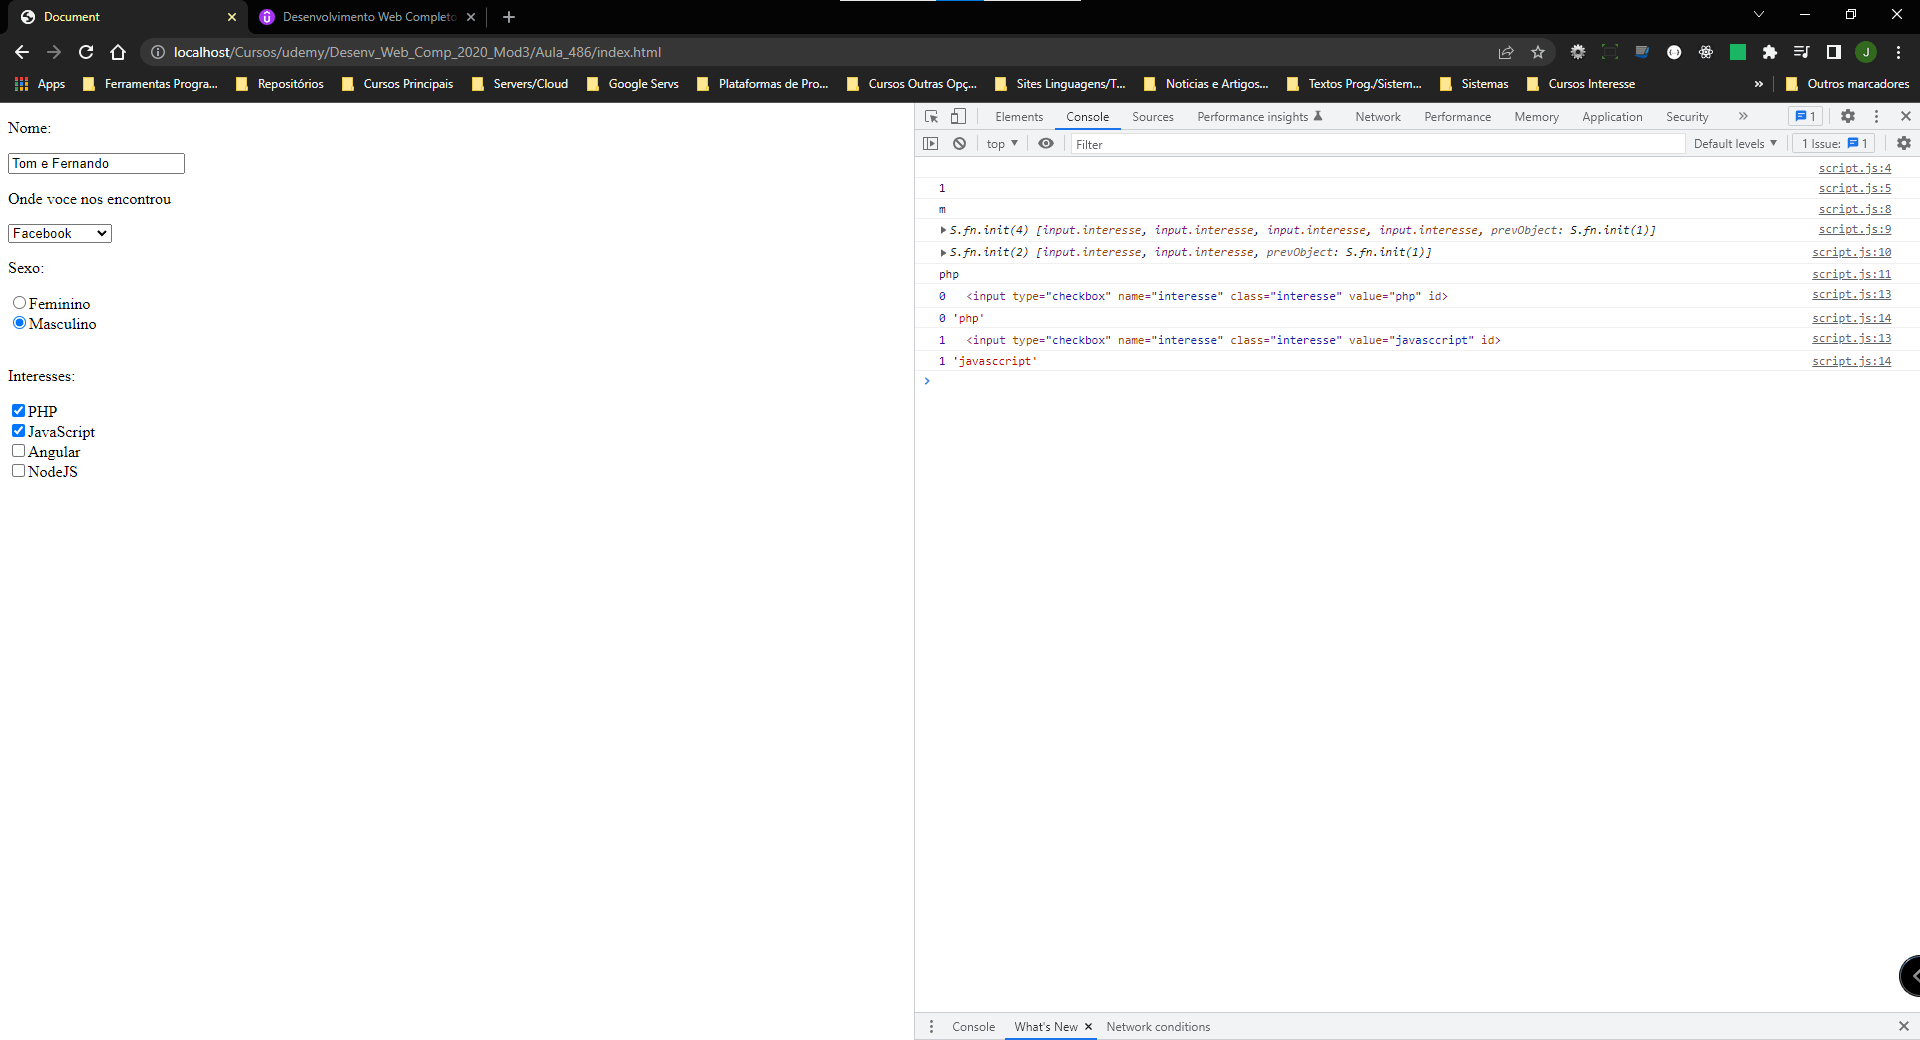 Document
Desenvolvimento Web Completo
localhost/Cursos/udemy/Desenv_Web_Comp_2020_Mod3/Aula_486/index.html
J
Apps
Ferramentas Progra...
Repositórios
Cursos Principais
Servers/Cloud
Google Servs
Plataformas de Pro...
Cursos Outras Opç...
Sites Linguagens/T...
Noticias e Artigos...
Textos Prog./Sistem...
Sistemas
Cursos Interesse
»
Outros marcadores
Nome:
Tom e Fernando
Onde voce nos encontrou
Facebook
Sexo:
Feminino
Masculino
Interesses:
PHP
JavaScript
Angular
NodeJS
Elements
Console
Sources
Performance insights
Network
Performance
Memory
Application
Security
»
1
top
Filter
Default levels
1 Issue: 1
script.js:4
1 script.js:5
m script.js:8
S.fn.init(4) [input.interesse, input.interesse, input.interesse, input.interesse, prevObject: S.fn.init(1)] script.js:9
S.fn.init(2) [input.interesse, input.interesse, prevObject: S.fn.init(1)] script.js:10
php script.js:11
0 <input type="checkbox" name="interesse" class="interesse" value="php" id> script.js:13
0 'php' script.js:14
1 <input type="checkbox" name="interesse" class="interesse" value="javasccript" id> script.js:13
1 'javasccript' script.js:14
>
Console
What's New
Network conditions